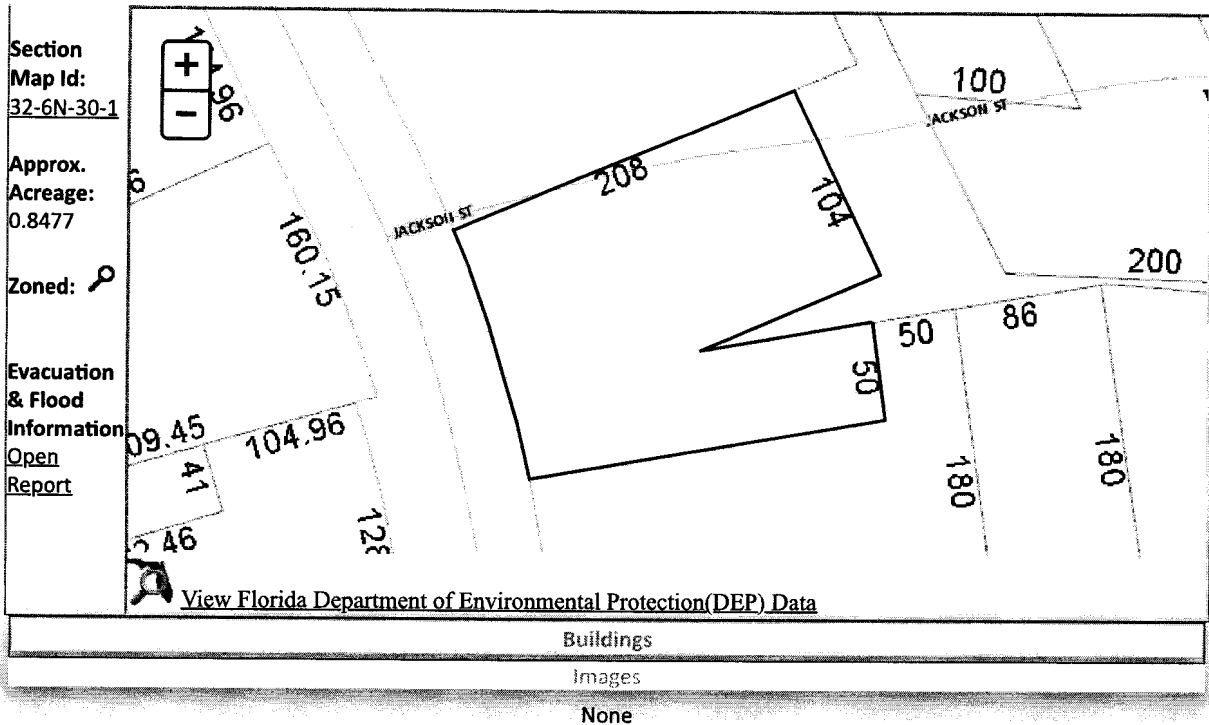 Section
Map Id:
32-6N-30-1
Approx.
Acreage:
0.8477
Zoned:
Evacuation
& Flood
Information
Open
Report
+
−
100
JACKSON ST
208
104
JACKSON ST
160.15
200
50
86
50
09.45
104.96
41
180
180
128
46
View Florida Department of Environmental Protection(DEP) Data
Buildings
Images
None